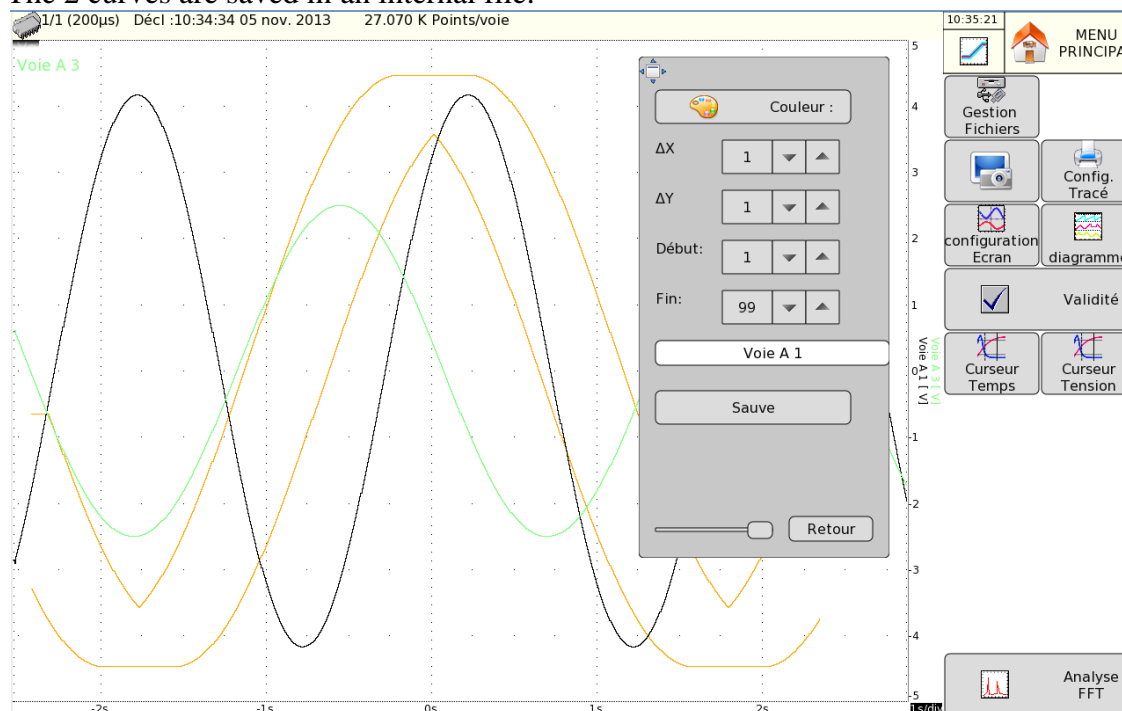 The 2 curves are saved in an internal file.
1/1 (200µs) Décl :10:34:34 05 nov. 2013 27.070 K Points/voie
10:35:21
MENU
PRINCIPA
Voie A 3
Couleur :
ΔX 1
ΔY 1
Début: 1
Fin: 99
Voie A 1
Sauve
Retour
5
4
3
2
1
0
-1
-2
-3
-4
-5
Voie A 1 [ V]
Voie A 3 [ V]
-2s -1s 0s 1s 2s 1s/div
Gestion
Fichiers
Config.
Tracé
configuration
Ecran
diagramme
Validité
Curseur
Temps
Curseur
Tension
Analyse
FFT